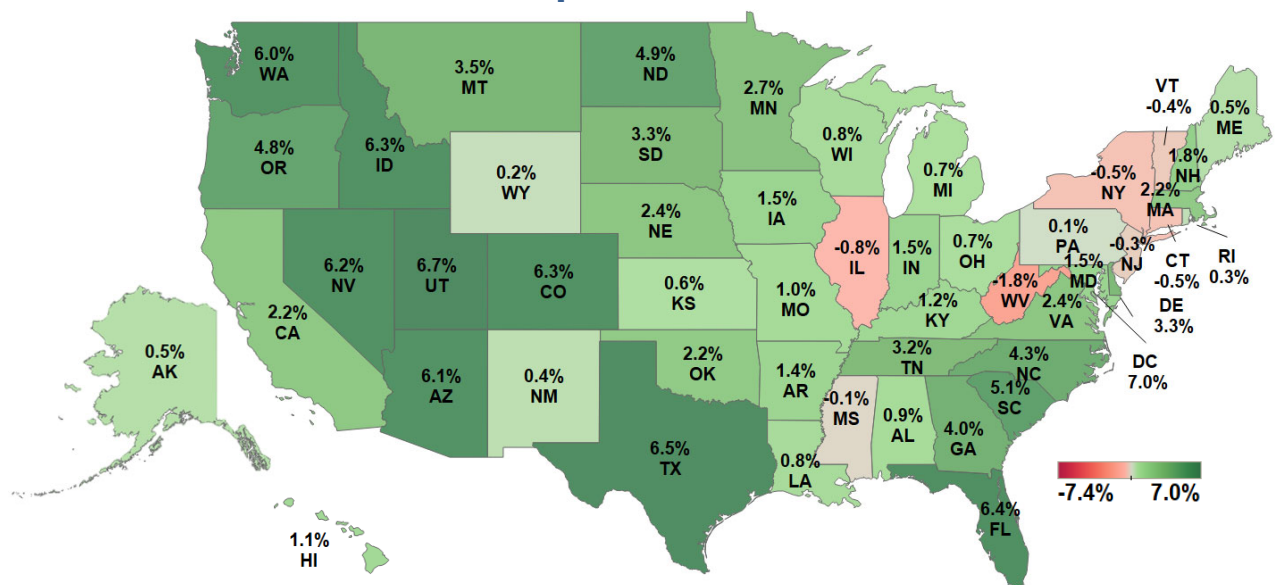 6.0%
WA
3.5%
MT
4.9%
ND
2.7%
MN
VT
-0.4%
0.5%
ME
4.8%
OR
6.3%
ID
0.2%
WY
3.3%
SD
0.8%
WI
0.7%
MI
-0.5%
NY
1.8%
NH
2.2%
MA
6.2%
NV
6.7%
UT
6.3%
CO
2.4%
NE
1.5%
IA
-0.8%
IL
1.5%
IN
0.7%
OH
0.1%
PA
-0.3%
NJ
CT
-0.5%
RI
0.3%
2.2%
CA
0.6%
KS
1.0%
MO
1.2%
KY
-1.8%
WV
1.5%
MD
2.4%
VA
DE
3.3%
DC
7.0%
0.5%
AK
6.1%
AZ
0.4%
NM
2.2%
OK
1.4%
AR
3.2%
TN
4.3%
NC
5.1%
SC
6.5%
TX
0.8%
LA
-0.1%
MS
0.9%
AL
4.0%
GA
6.4%
FL
1.1%
HI
-7.4% 7.0%